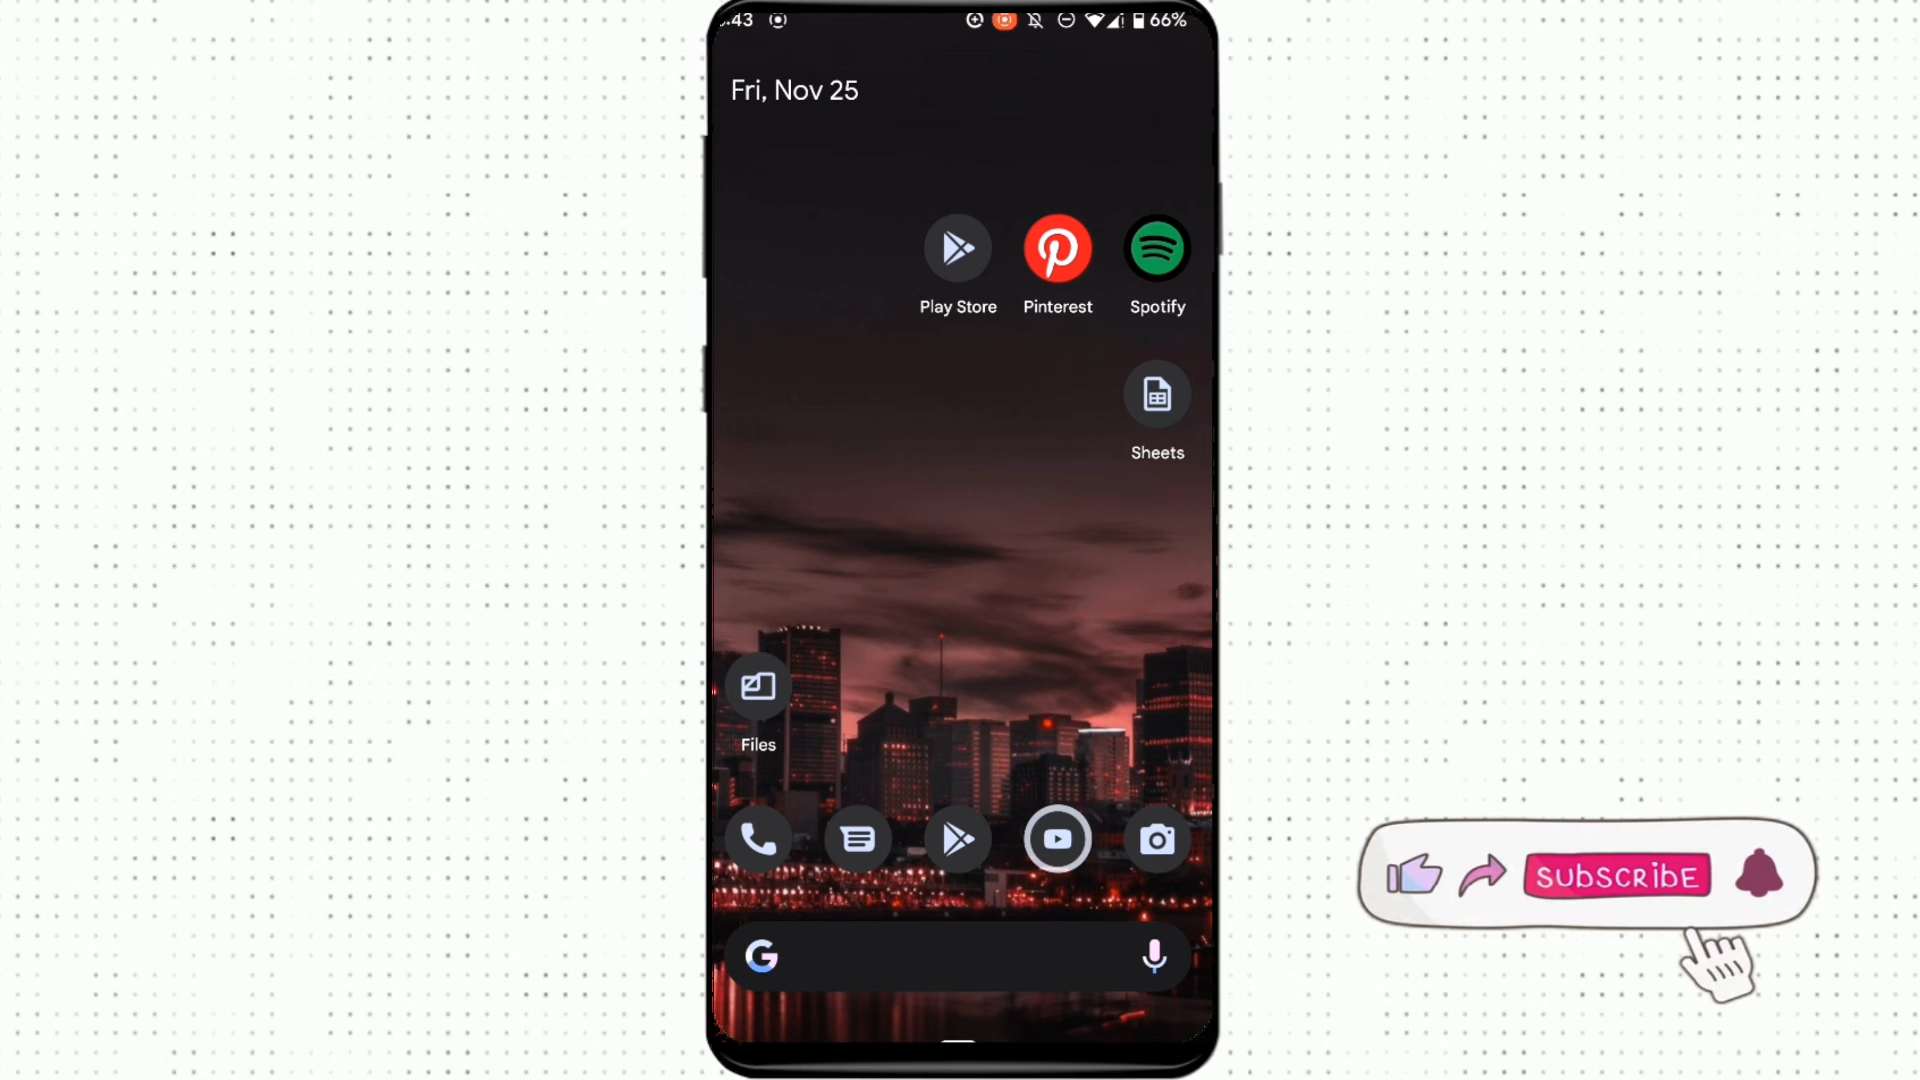 :43 66%
Fri, Nov 25
Play Store Pinterest Spotify
Sheets
Files
G
SUBSCRIBE